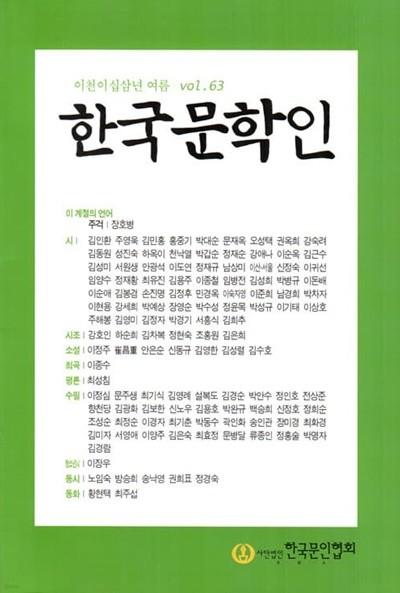 이천이십삼년 여름 vol.63
한국문학인
이 계절의 언어
주걱 | 장호병
시 | 김인환 주영욱 김민홍 홍중기 박대순 문재옥 오성택 권옥희 강숙려
김동원 성진숙 하옥이 천낙열 박갑순 정재순 강애나 이순옥 김근수
김성미 서원생 안광석 이도연 정재규 남상미 이산-서울 신정숙 이귀선
임양수 정재황 최유진 김용주 이종철 임병전 김성희 박병규 이돈배
이순애 김봉겸 손진명 김정후 민경옥 이숙자영 이준희 남경희 박차자
이현용 강세희 박예상 장영순 박수성 정윤목 박성규 이기태 이상호
주해봉 김영미 김정자 박경기 서홍식 김희추
시조 | 강호인 하순희 김차복 정현숙 조홍원 김은희
소설 | 이정주 崔昌重 안은순 신동규 김영한 김성렬 김수호
희곡 | 이종수
평론 | 최성침
수필 | 이정심 문주생 최기식 김영례 설복도 김경순 박안수 정인호 전상준
향천당 김광화 김보한 신노우 김용호 박완규 백승희 신정호 정희순
조성순 최정순 이경자 최기춘 박동수 곽인화 송인관 장미경 최화경
김미자 서영애 이양주 김은숙 최효정 문병달 류종인 정홍술 박명자
김경람
이장우
동시 | 노임숙 방승희 송낙영 권희표 정경숙
동화 | 황현택 최주섭
사단법인 한국문인협회